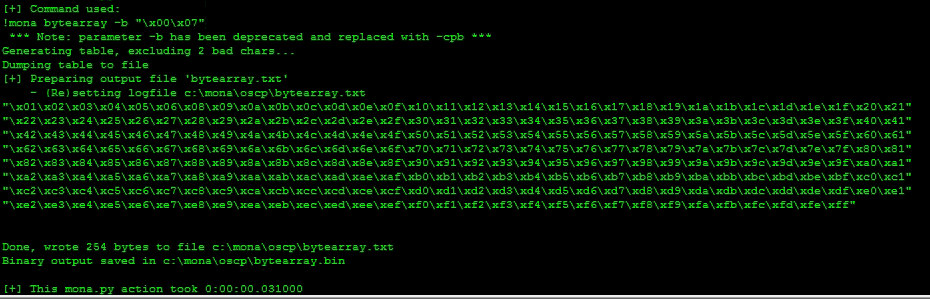 [+] Command used:
!mona bytearray -b "\x00\x07"
*** Note: parameter -b has been deprecated and replaced with -cpb ***
Generating table, excluding 2 bad chars...
Dumping table to file
[+] Preparing output file 'bytearray.txt'
- (Re)setting logfile c:\mona\oscp\bytearray.txt
"\x01\x02\x03\x04\x05\x06\x08\x09\x0a\x0b\x0c\x0d\x0e\x0f\x10\x11\x12\x13\x14\x15\x16\x17\x18\x19\x1a\x1b\x1c\x1d\x1e\x1f\x20\x21"
"\x22\x23\x24\x25\x26\x27\x28\x29\x2a\x2b\x2c\x2d\x2e\x2f\x30\x31\x32\x33\x34\x35\x36\x37\x38\x39\x3a\x3b\x3c\x3d\x3e\x3f\x40\x41"
"\x42\x43\x44\x45\x46\x47\x48\x49\x4a\x4b\x4c\x4d\x4e\x4f\x50\x51\x52\x53\x54\x55\x56\x57\x58\x59\x5a\x5b\x5c\x5d\x5e\x5f\x60\x61"
"\x62\x63\x64\x65\x66\x67\x68\x69\x6a\x6b\x6c\x6d\x6e\x6f\x70\x71\x72\x73\x74\x75\x76\x77\x78\x79\x7a\x7b\x7c\x7d\x7e\x7f\x80\x81"
"\x82\x83\x84\x85\x86\x87\x88\x89\x8a\x8b\x8c\x8d\x8e\x8f\x90\x91\x92\x93\x94\x95\x96\x97\x98\x99\x9a\x9b\x9c\x9d\x9e\x9f\xa0\xa1"
"\xa2\xa3\xa4\xa5\xa6\xa7\xa8\xa9\xaa\xab\xac\xad\xae\xaf\xb0\xb1\xb2\xb3\xb4\xb5\xb6\xb7\xb8\xb9\xba\xbb\xbc\xbd\xbe\xbf\xc0\xc1"
"\xc2\xc3\xc4\xc5\xc6\xc7\xc8\xc9\xca\xcb\xcc\xcd\xce\xcf\xd0\xd1\xd2\xd3\xd4\xd5\xd6\xd7\xd8\xd9\xda\xdb\xdc\xdd\xde\xdf\xe0\xe1"
"\xe2\xe3\xe4\xe5\xe6\xe7\xe8\xe9\xea\xeb\xec\xed\xee\xef\xf0\xf1\xf2\xf3\xf4\xf5\xf6\xf7\xf8\xf9\xfa\xfb\xfc\xfd\xfe\xff"
Done, wrote 254 bytes to file c:\mona\oscp\bytearray.txt
Binary output saved in c:\mona\oscp\bytearray.bin
[+] This mona.py action took 0:00:00.031000